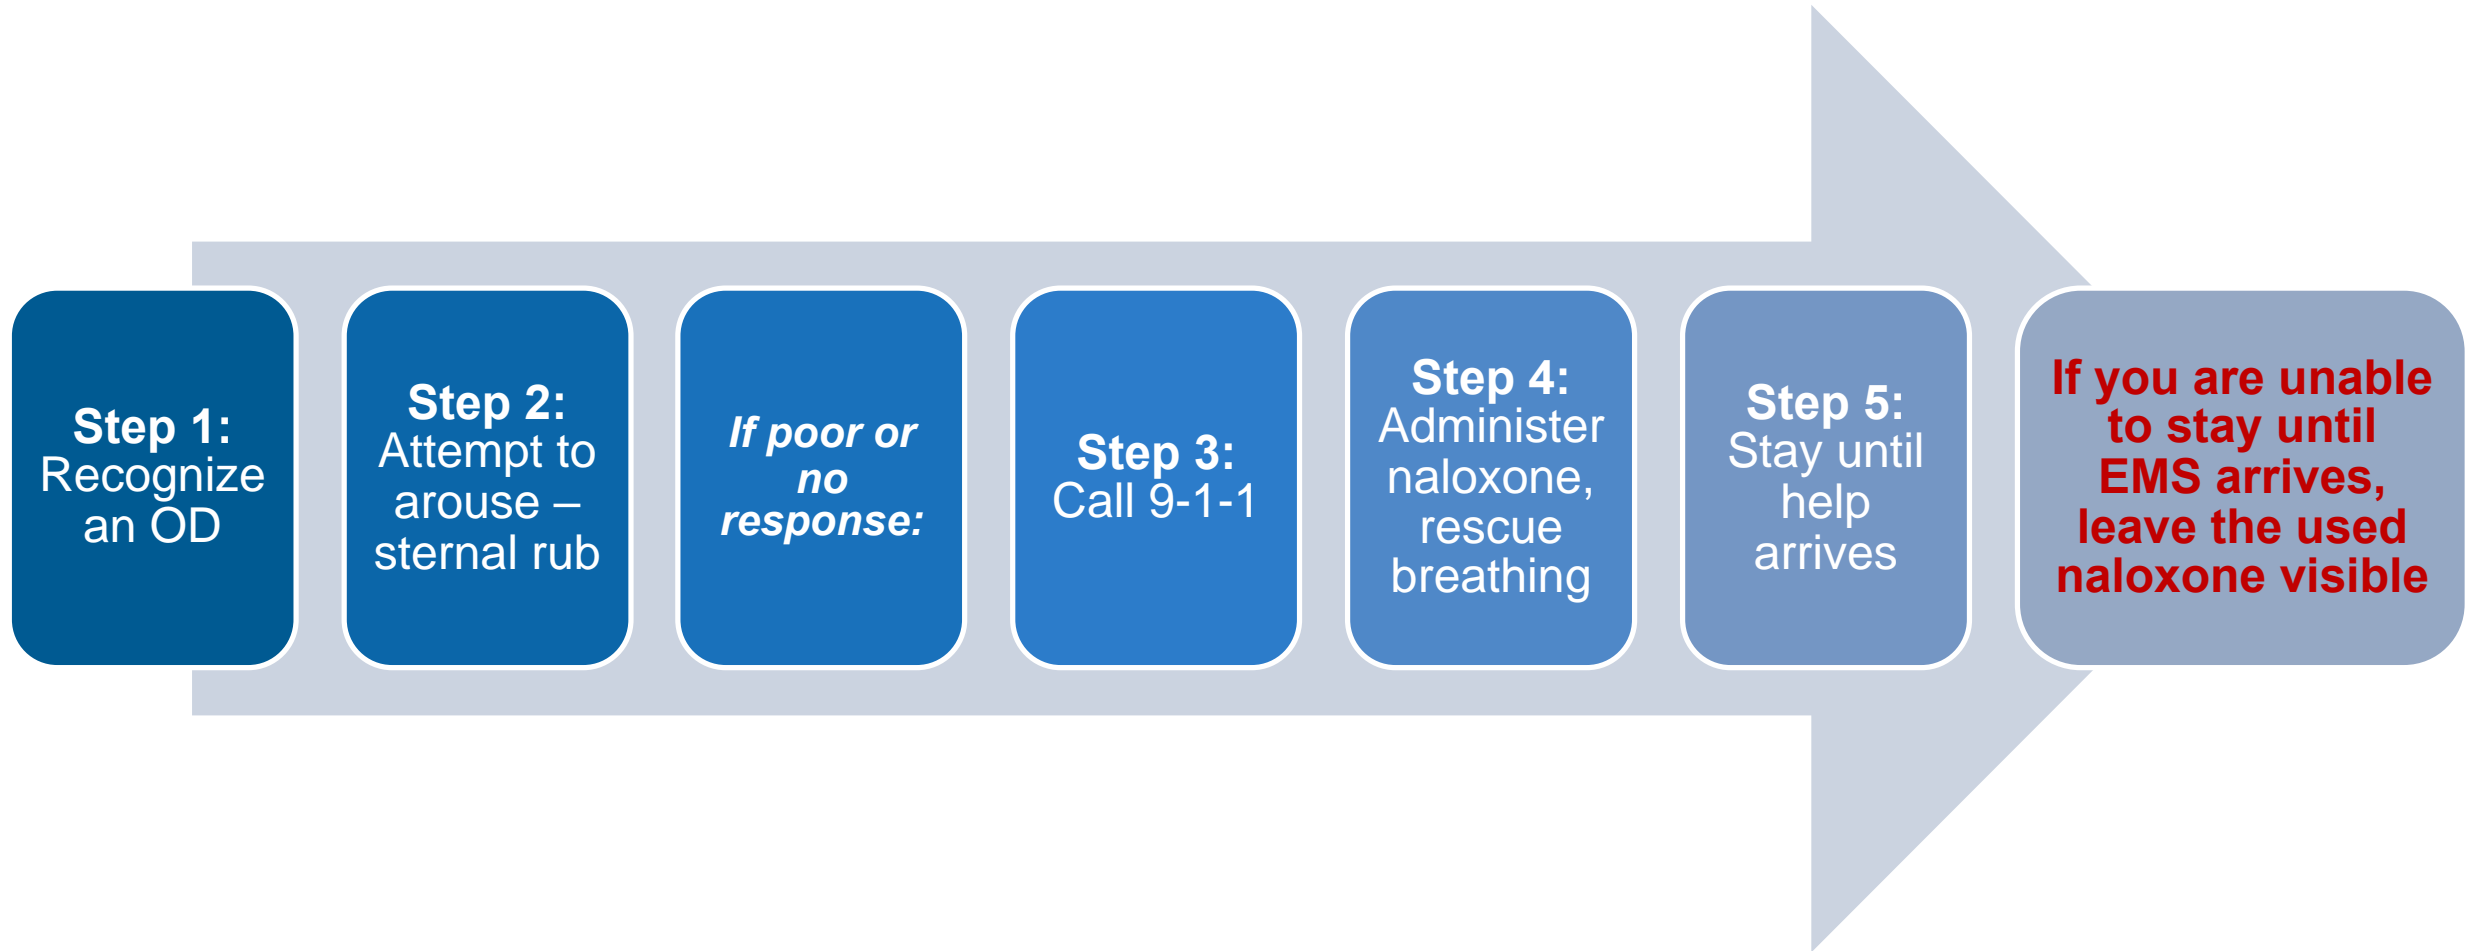 Step 1:
Recognize
an OD
Step 2:
Attempt to
arouse –
sternal rub
If poor or
no
response:
Step 3:
Call 9-1-1
Step 4:
Administer
naloxone,
rescue
breathing
Step 5:
Stay until
help
arrives
If you are unable
to stay until
EMS arrives,
leave the used
naloxone visible